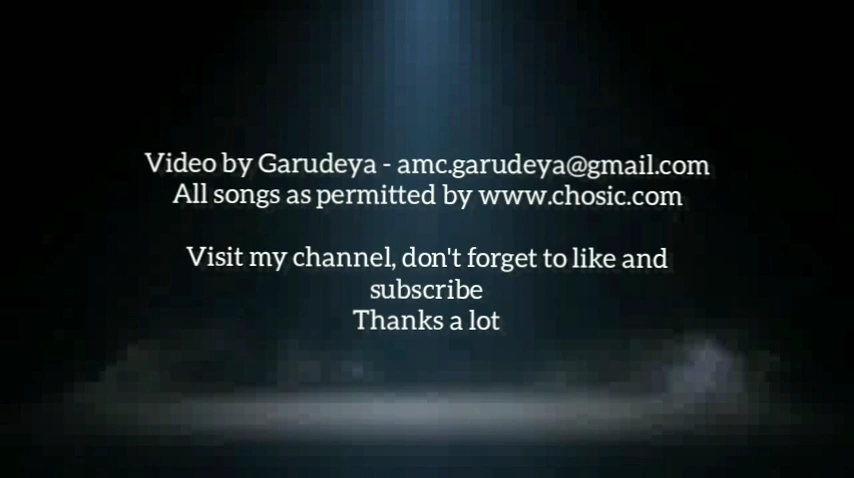 Video by Garudeya - amc.garudeya@gmail.com
All songs as permitted by www.chosic.com
Visit my channel, don't forget to like and
subscribe
Thanks a lot